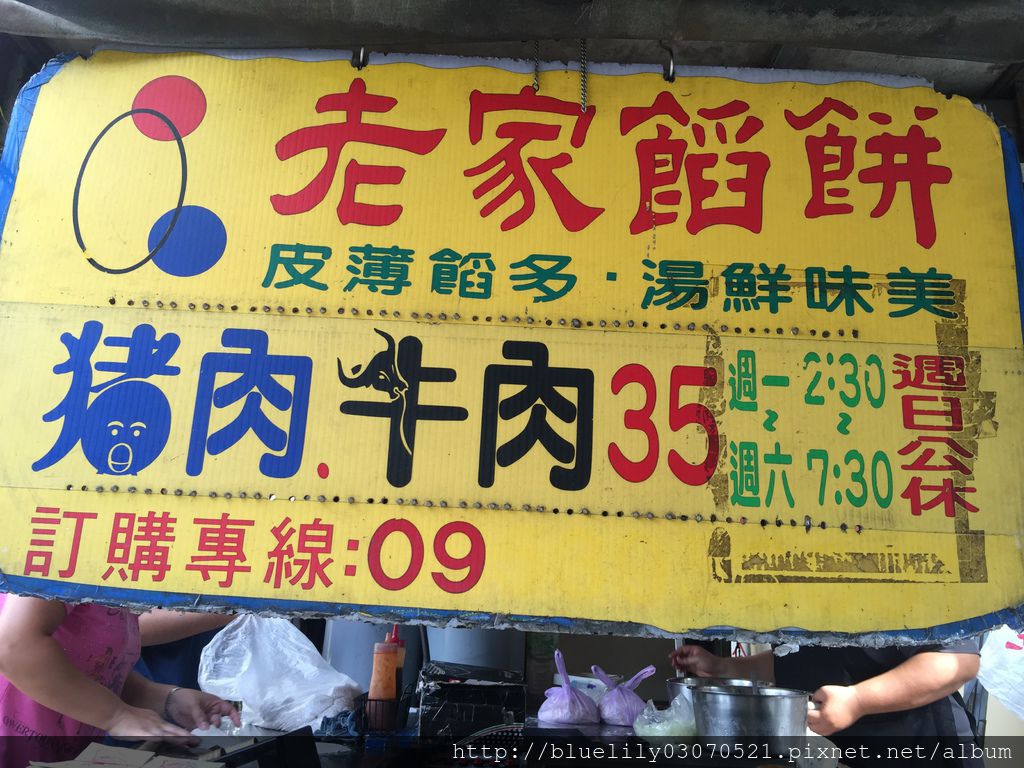 老家餡餅
皮薄餡多·湯鮮味美
猪肉.牛肉35
週一~週六
2:30~7:30
週日公休
訂購專線:09
http://bluelily03070521.pixnet.net/album